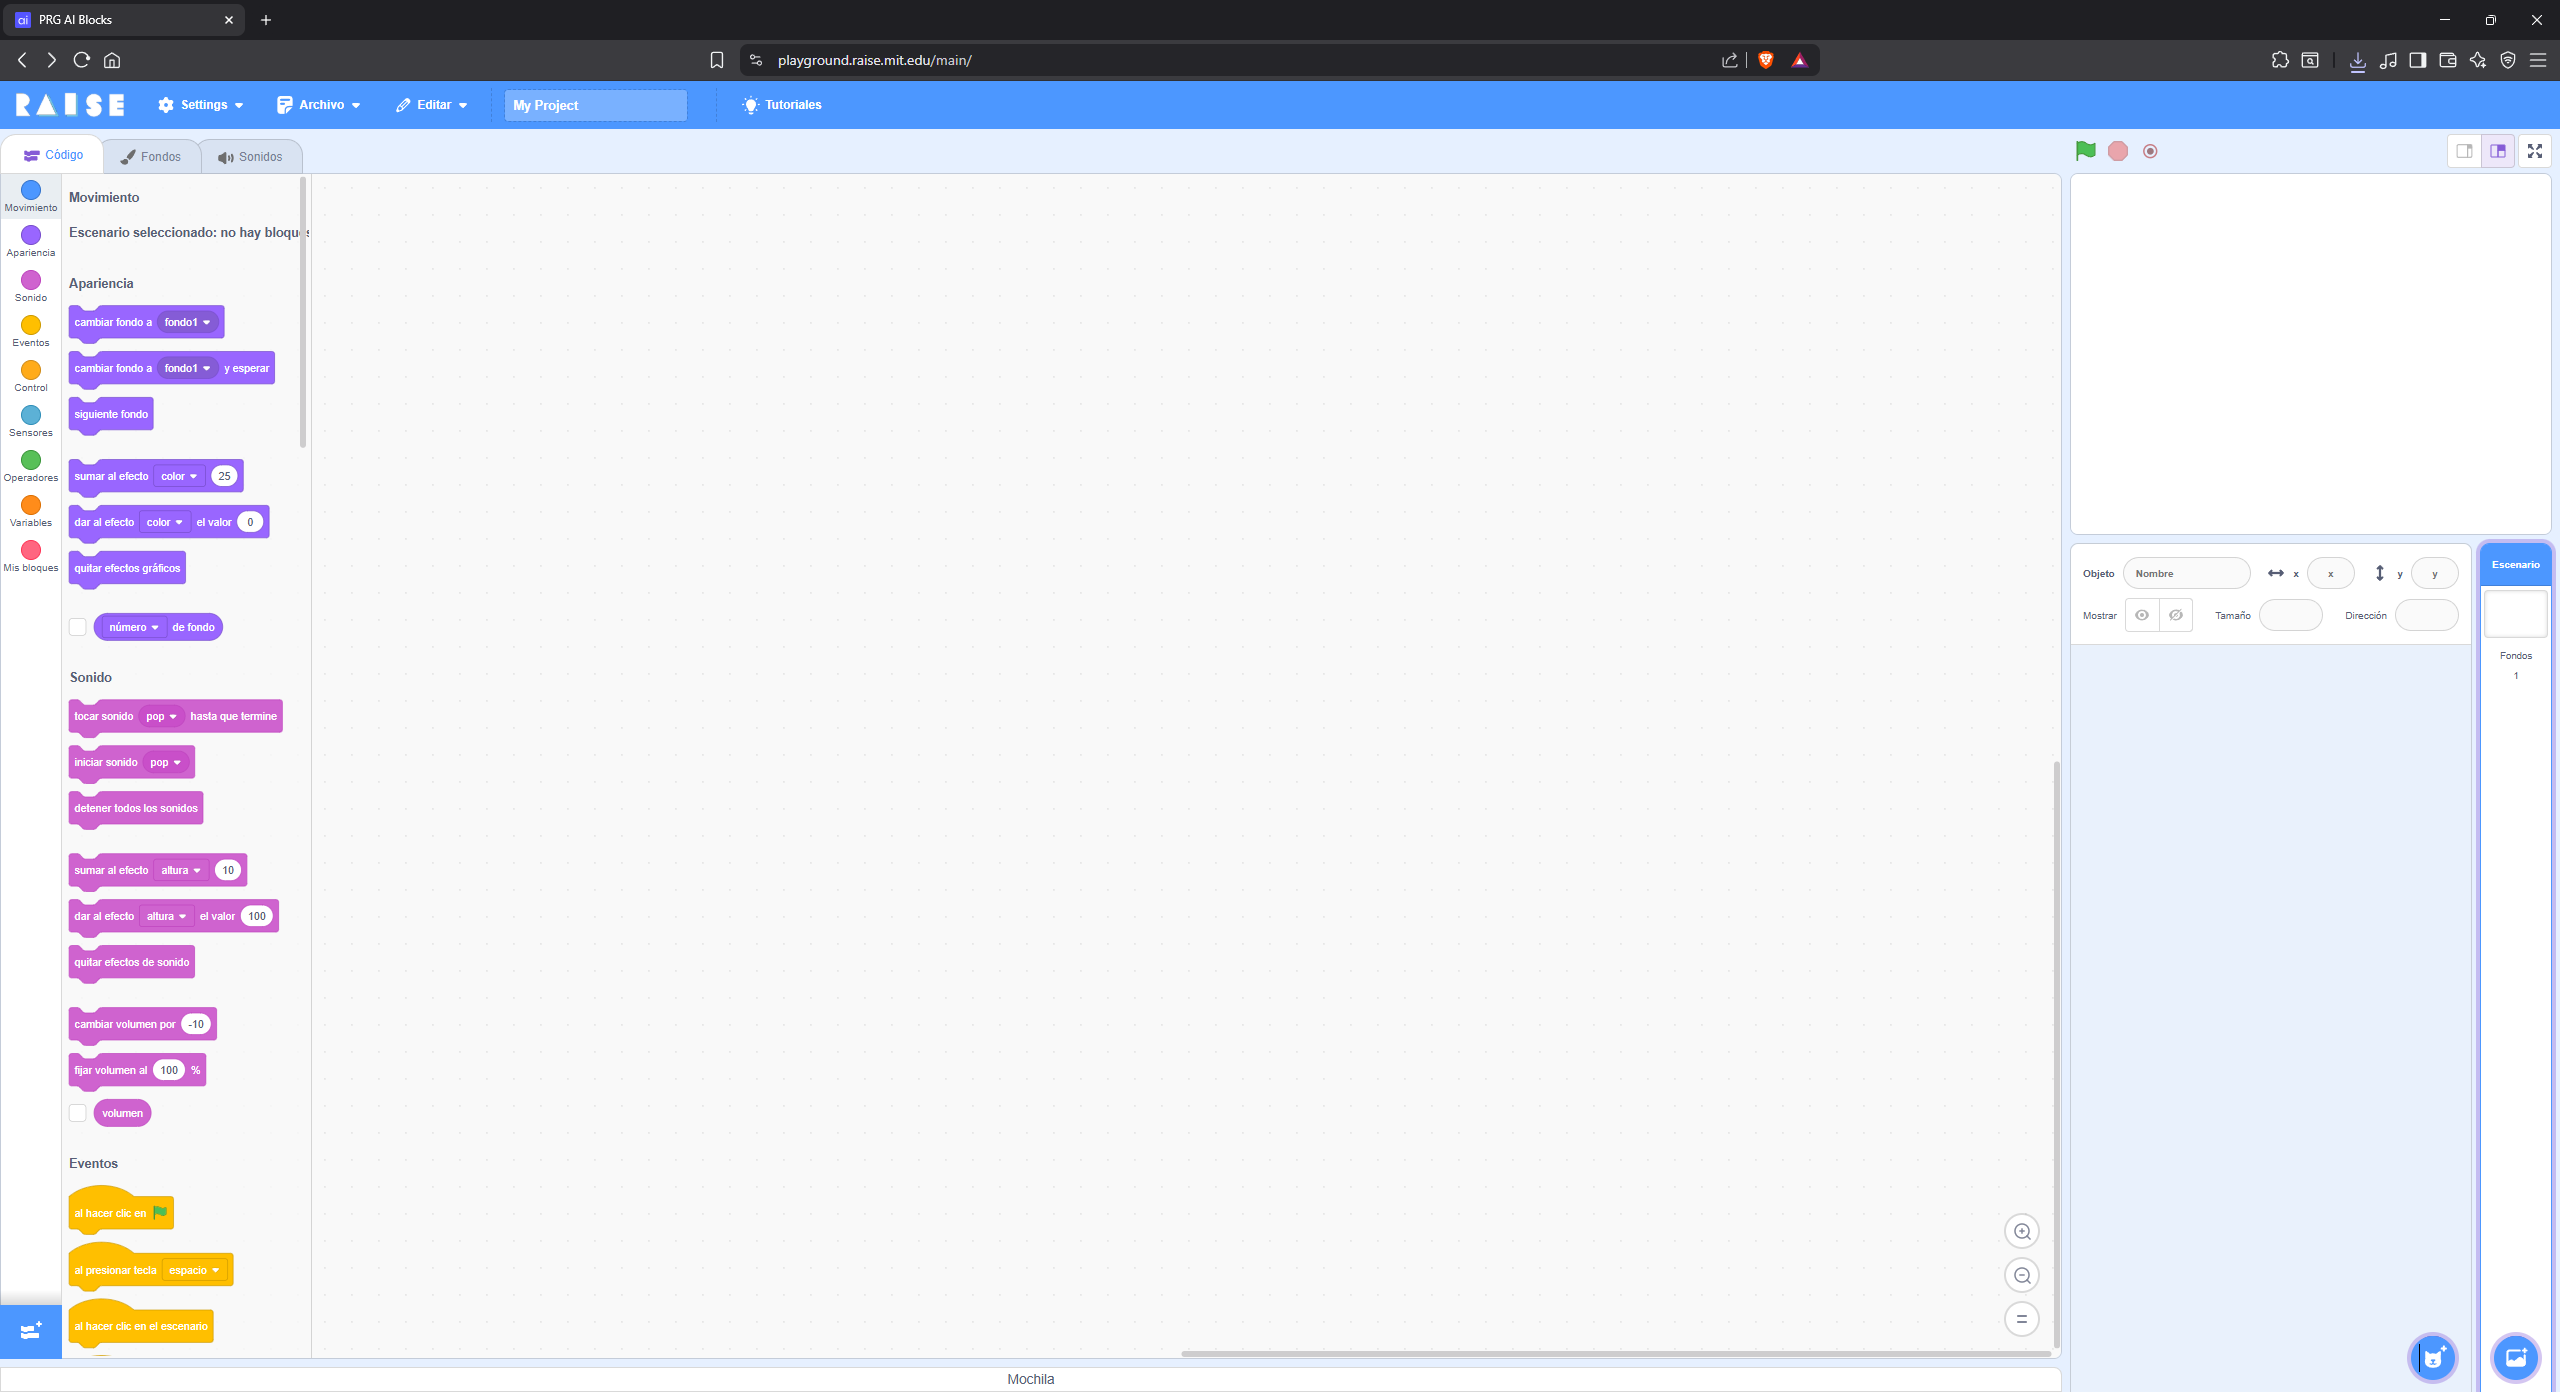 PRG AI Blocks
playground.raise.mit.edu/main/
RAISE
Settings
Archivo
Editar
My Project
Tutoriales
Código
Fondos
Sonidos
Movimiento
Apariencia
Sonido
Eventos
Control
Sensores
Operadores
Variables
Mis bloques
Movimiento
Escenario seleccionado: no hay bloques
Apariencia
cambiar fondo a fondo1
cambiar fondo a fondo1 y esperar
siguiente fondo
sumar al efecto color 25
dar al efecto color el valor 0
quitar efectos gráficos
número de fondo
Sonido
tocar sonido pop hasta que termine
iniciar sonido pop
detener todos los sonidos
sumar al efecto altura 10
dar al efecto altura el valor 100
quitar efectos de sonido
cambiar volumen por -10
fijar volumen al 100 %
volumen
Eventos
al hacer clic en
al presionar tecla espacio
al hacer clic en el escenario
Mochila
Objeto Nombre x x y y
Mostrar Tamaño Dirección
Escenario
Fondos
1